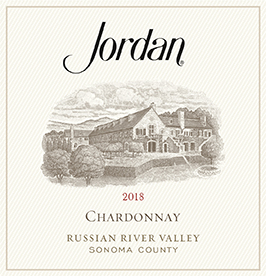 Jordan®
2018
CHARDONNAY
RUSSIAN RIVER VALLEY
SONOMA COUNTY